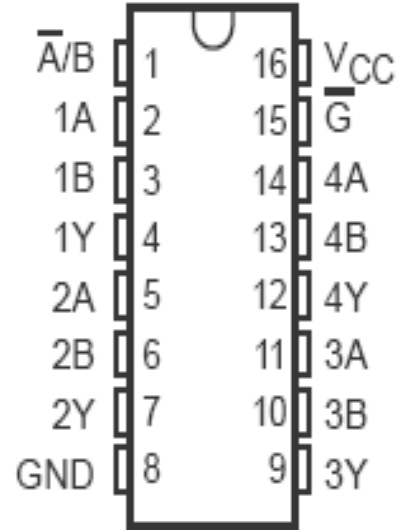 A̅/B 1 16 VCC
1A 2 15 G̅
1B 3 14 4A
1Y 4 13 4B
2A 5 12 4Y
2B 6 11 3A
2Y 7 10 3B
GND 8 9 3Y